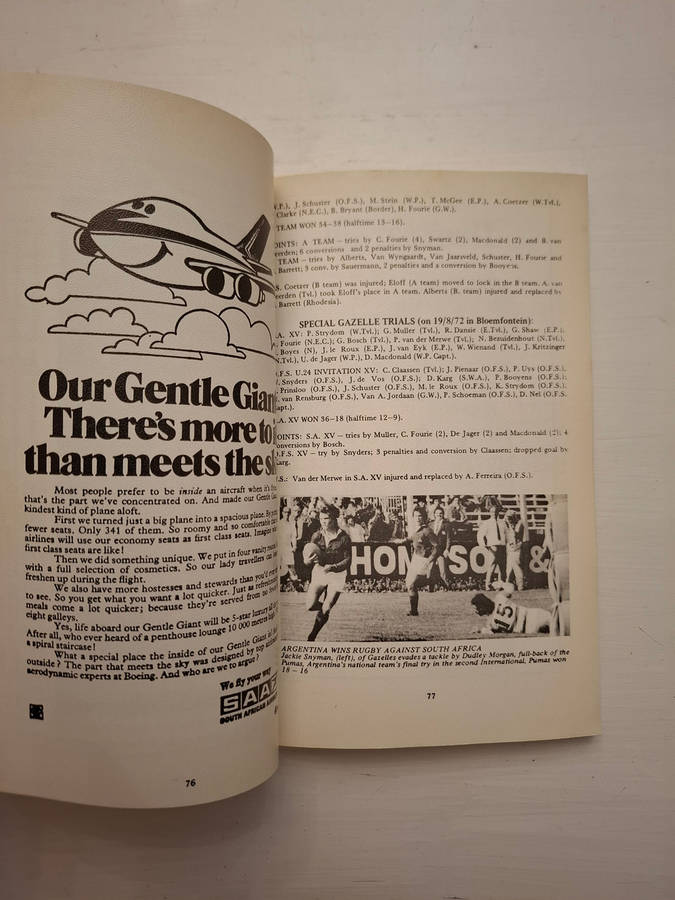 Our Gentle Gian
There's more to
than meets the s
Most people prefer to be inside an aircraft when it's
that's the part we've concentrated on. And made our Gentle
kindest kind of plane aloft.
First we turned just a big plane into a spacious plane. By
fewer seats. Only 341 of them. So roomy and so comfortable
airlines will use our economy seats as first class seats. Imagine
first class seats are like!
Then we did something unique. We put in four vanity
with a full selection of cosmetics. So our lady travellers can
freshen up during the flight.
We also have more hostesses and stewards than you'd
to see. So you get what you want a lot quicker. Just as
meals come a lot quicker; because they're served from no
eight galleys.
Yes, life aboard our Gentle Giant will be 5-star luxury
After all, who ever heard of a penthouse lounge 10 000 metres
a spiral staircase!
What a special place the inside of our Gentle Giant
outside? The part that meets the sky was designed by top
aerodynamic experts at Boeing. And who are we to argue?
We fly your way
SAA
SOUTH AFRICAN
76
W.P.), J. Schuster (O.F.S.), M. Stein (W.P.), T. McGee (E.P.), A. Coetzer (W.Tvl.),
Clarke (N.E.C.), B. Bryant (Border), H. Fourie (G.W.).
TEAM WON 54–38 (halftime 13–16).
OINTS: A TEAM – tries by C. Fourie (4), Swartz (2), Macdonald (2) and B. van
eerden; 6 conversions and 2 penalties by Snyman.
TEAM – tries by Alberts, Van Wyngaardt, Van Jaarsveld, Schuster, H. Fourie and
Barrett; 3 conv. by Sauermann, 2 penalties and a conversion by Booyens.
S. Coetzer (B team) was injured; Eloff (A team) moved to lock in the B team. A. van
eerden (Tvl.) took Eloff's place in A team. Alberts (B team) injured and replaced by
Barrett (Rhodesia).
SPECIAL GAZELLE TRIALS (on 19/8/72 in Bloemfontein):
.A. XV: P. Strydom (W.Tvl.); G. Muller (Tvl.), R. Dansie (E.Tvl.), G. Shaw (E.P.);
Fourie (N.E.C.); G. Bosch (Tvl.), P. van der Merwe (Tvl.); N. Bezuidenhout (N.Tvl.),
. Boyes (N), J. le Roux (E.P.), J. van Eyk (E.P.), W. Wienand (Tvl.), J. Kritzinger
N.Tvl.), U. de Jager (W.P.), D. Macdonald (W.P. Capt.).
.F.S. U.24 INVITATION XV: C. Claassen (Tvl.); J. Pienaar (O.F.S.), P. Uys (O.F.S.),
Snyders (O.F.S.), J. de Vos (O.F.S.); D. Karg (S.W.A.), P. Booyens (O.F.S.);
Prinsloo (O.F.S.), J. Schuster (O.F.S.), M. le Roux (O.F.S.), K. Strydom (O.F.S.),
van Rensburg (O.F.S.), Van A. Jordaan (G.W.), P. Schoeman (O.F.S.), D. Nel (O.F.S.
apt.).
.A. XV WON 36–18 (halftime 12–9).
OINTS: S.A. XV – tries by Muller, C. Fourie (2), De Jager (2) and Macdonald (2); 4
onversions by Bosch.
.F.S. XV – try by Snyders; 3 penalties and conversion by Claassen; dropped goal by
arg.
.S.: Van der Merwe in S.A. XV injured and replaced by A. Ferreira (O.F.S.).
HOM SO &
15
ARGENTINA WINS RUGBY AGAINST SOUTH AFRICA
Jackie Snyman, (left), of Gazelles evades a tackle by Dudley Morgan, full-back of the
Pumas, Argentina's national team's final try in the second International. Pumas won
18 – 16
77